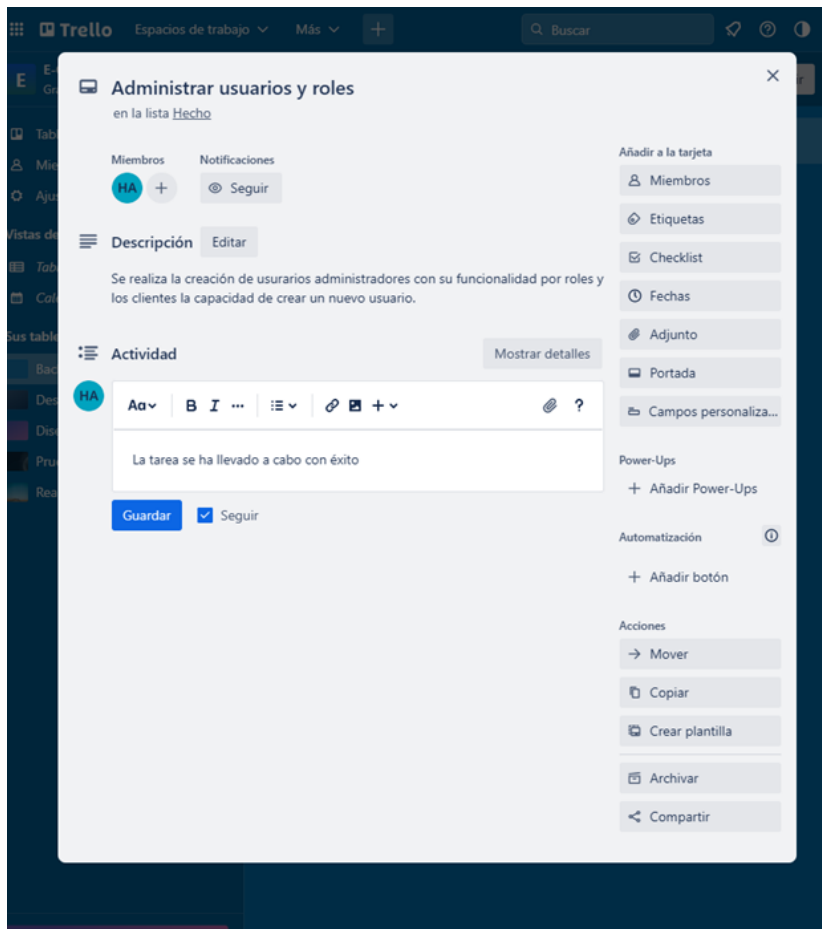 Trello Espacios de trabajo Más Buscar
E
Administrar usuarios y roles
en la lista Hecho
Miembros Notificaciones
HA Seguir
Descripción Editar
Se realiza la creación de usurarios administradores con su funcionalidad por roles y
los clientes la capacidad de crear un nuevo usuario.
Actividad Mostrar detalles
HA
Aa B I ... ?
La tarea se ha llevado a cabo con éxito
Guardar Seguir
Añadir a la tarjeta
Miembros
Etiquetas
Checklist
Fechas
Adjunto
Portada
Campos personaliza...
Power-Ups
+ Añadir Power-Ups
Automatización
+ Añadir botón
Acciones
→ Mover
Copiar
Crear plantilla
Archivar
Compartir